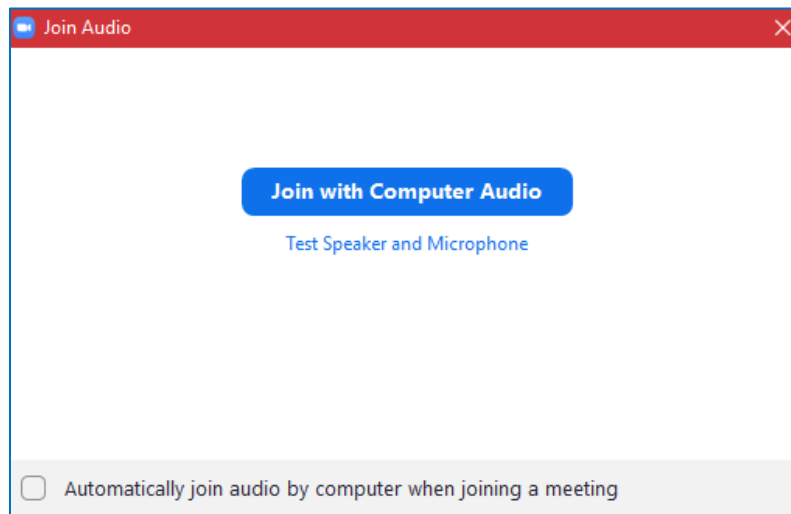 Join Audio
Join with Computer Audio
Test Speaker and Microphone
Automatically join audio by computer when joining a meeting